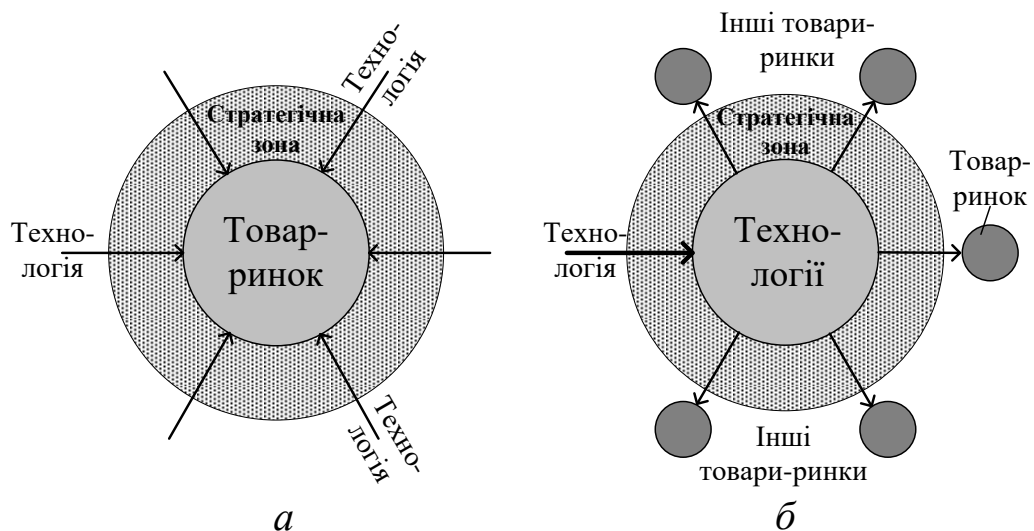 Техно-
логія
Стратегічна
зона
Техно-
логія
Товар-
ринок
Техно-
логія
а
Інші товари-
ринки
Стратегічна
зона
Товар-
ринок
Техно-
логія
Техно-
логії
Інші
товари-ринки
б